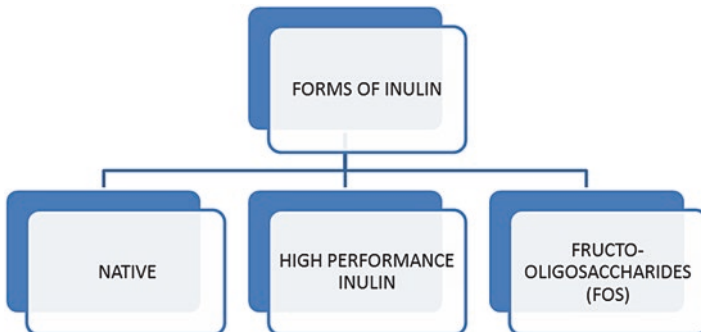 FORMS OF INULIN
NATIVE
HIGH PERFORMANCE
INULIN
FRUCTO-
OLIGOSACCHARIDES
(FOS)